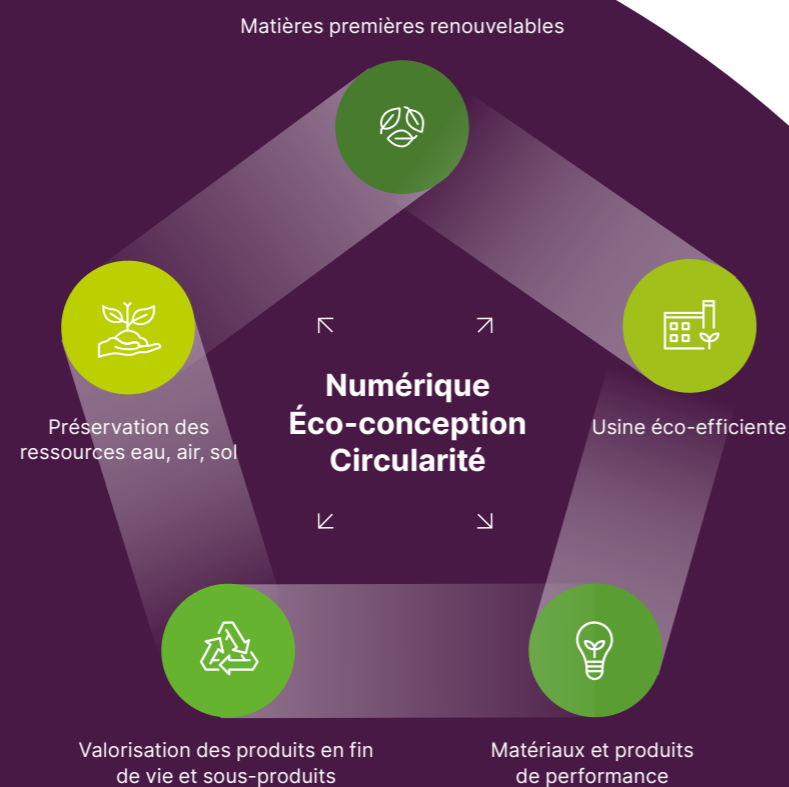 Matières premières renouvelables
Numérique
Éco-conception
Circularité
Préservation des
ressources eau, air, sol
Usine éco-efficiente
Valorisation des produits en fin
de vie et sous-produits
Matériaux et produits
de performance